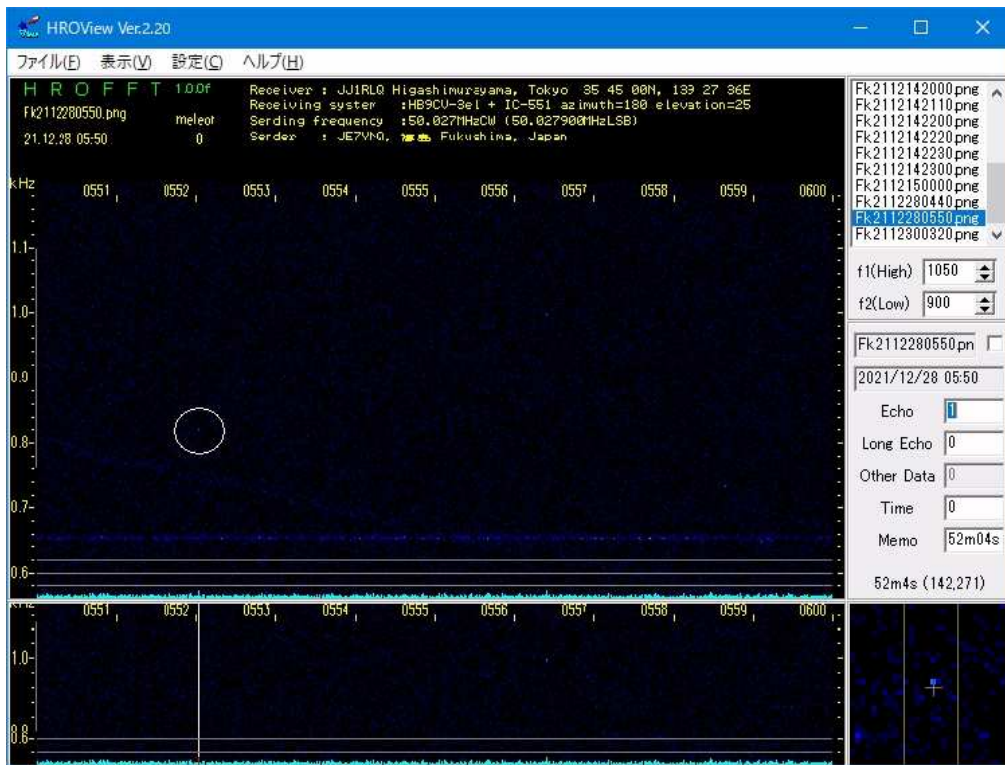 HROView Ver.2.20
ファイル(F) 表示(V) 設定(C) ヘルプ(H)
H R O F F T 1.0.0f
Fk2112280550.png
meleot
21.12.28 05:50 0
Receiver : JJ1RLQ Higashimurayama, Tokyo 35 45 00N, 139 27 36E
Receiving syster :HB9CV-3el + IC-551 azimuth=180 elevation=25
Serding frequency :50.027MHzCW (50.027900MHzLSB)
Serder : JE7YNQ, Fukushima, Japan
kHz 0551 0552 0553 0554 0555 0556 0557 0558 0559 0600
1.1
1.0
0.9
0.8
0.7
0.6
0551 0552 0553 0554 0555 0556 0557 0558 0559 0600
1.0
Fk2112142000.png
Fk2112142110.png
Fk2112142200.png
Fk2112142220.png
Fk2112142230.png
Fk2112142300.png
Fk2112150000.png
Fk2112280440.png
Fk2112280550.png
Fk2112300320.png
f1(High) 1050
f2(Low) 900
Fk2112280550.pn
2021/12/28 05:50
Echo 1
Long Echo 0
Other Data 0
Time 0
Memo 52m04s
52m4s (142,271)